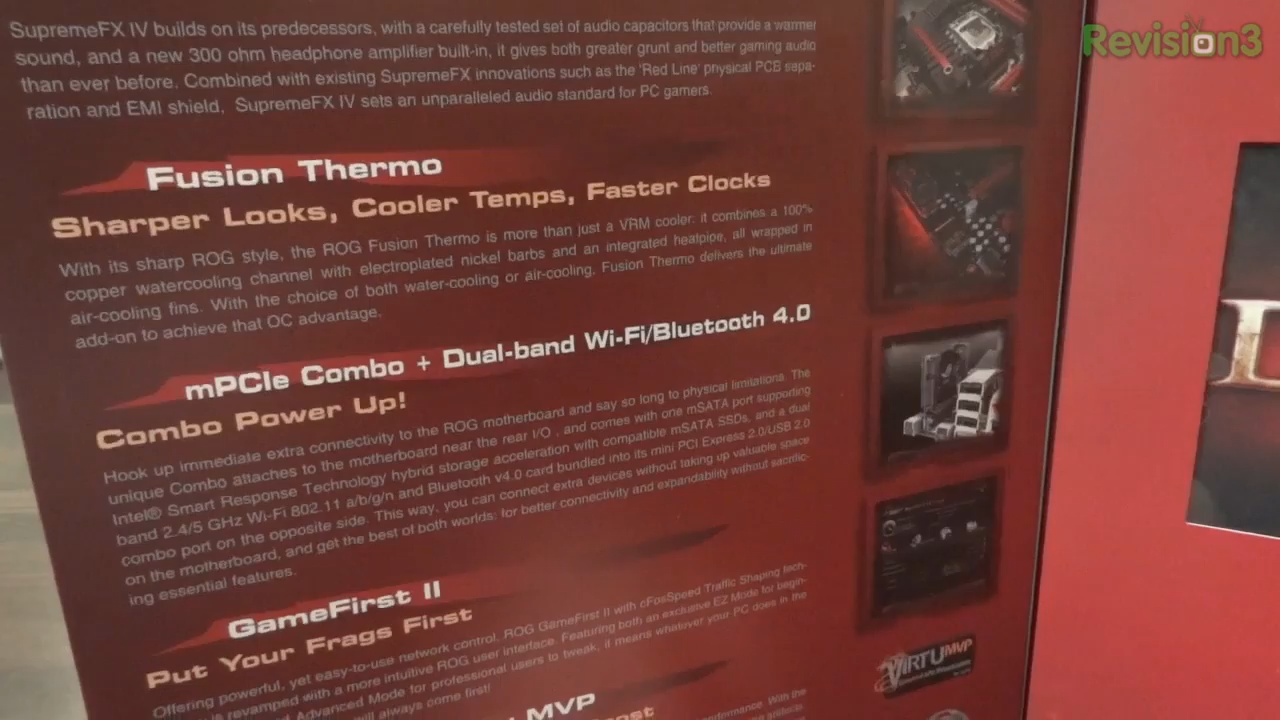 Revision3
SupremeFX IV builds on its predecessors, with a carefully tested set of audio capacitors that provide a warmer
sound, and a new 300 ohm headphone amplifier built-in, it gives both greater grunt and better gaming audio
than ever before. Combined with existing SupremeFX innovations such as the 'Red Line' physical PCB sepa-
ration and EMI shield, SupremeFX IV sets an unparalleled audio standard for PC gamers.
Fusion Thermo
Sharper Looks, Cooler Temps, Faster Clocks
With its sharp ROG style, the ROG Fusion Thermo is more than just a VRM cooler: it combines a 100%
copper watercooling channel with electroplated nickel barbs and an integrated heatpipe, all wrapped in
air-cooling fins. With the choice of both water-cooling or air-cooling. Fusion Thermo delivers the ultimate
add-on to achieve that OC advantage.
mPCIe Combo + Dual-band Wi-Fi/Bluetooth 4.0
Combo Power Up!
Hook up immediate extra connectivity to the ROG motherboard and say so long to physical limitations. The
unique Combo attaches to the motherboard near the rear I/O , and comes with one mSATA port supporting
Intel® Smart Response Technology hybrid storage acceleration with compatible mSATA SSDs, and a dual
band 2.4/5 GHz Wi-Fi 802.11 a/b/g/n and Bluetooth v4.0 card bundled into its mini PCI Express 2.0/USB 2.0
combo port on the opposite side. This way, you can connect extra devices without taking up valuable space
on the motherboard, and get the best of both worlds: for better connectivity and expandability without sacrific-
ing essential features.
GameFirst II
Put Your Frags First
Offering powerful, yet easy-to-use network control, ROG GameFirst II with cFosSpeed Traffic Shaping tech-
is revamped with a more intuitive ROG user interface. Featuring both an exclusive EZ Mode for begin-
Advanced Mode for professional users to tweak, it means whatever your PC does in the
will always come first!
MVP
With the
VIRTU MVP